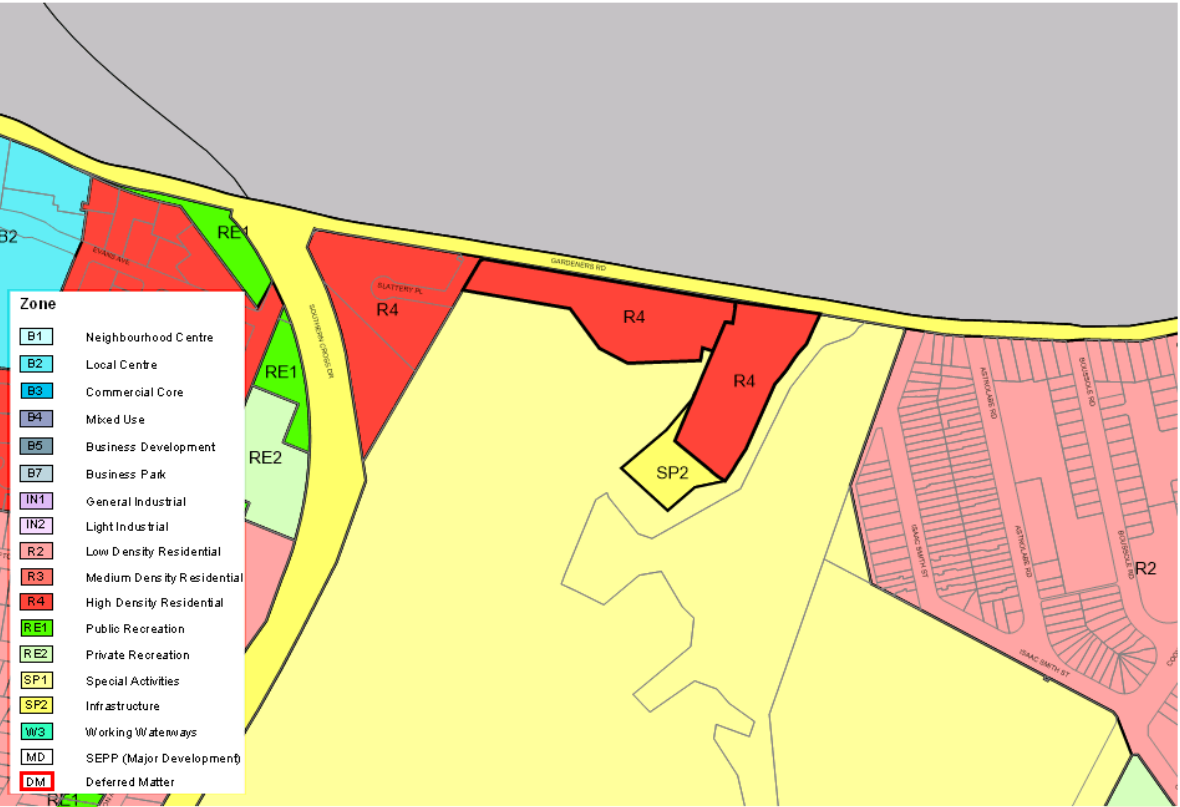 B2
EVANS AVE
RE1
GARDENERS RD
SLATTERY PL
R4
R4
R4
SOUTHERN CROSS DR
RE1
RE2
SP2
ASTROLABE RD
BOUSSOLE RD
ISAAC SMITH ST
ASTROLABE RD
BOUSSOLE RD
R2
ISAAC SMITH ST
Zone
B1 Neighbourhood Centre
B2 Local Centre
B3 Commercial Core
B4 Mixed Use
B5 Business Development
B7 Business Park
IN1 General Industrial
IN2 Light Industrial
R2 Low Density Residential
R3 Medium Density Residential
R4 High Density Residential
RE1 Public Recreation
RE2 Private Recreation
SP1 Special Activities
SP2 Infrastructure
W3 Working Waterways
MD SEPP (Major Development)
DM Deferred Matter
RE1